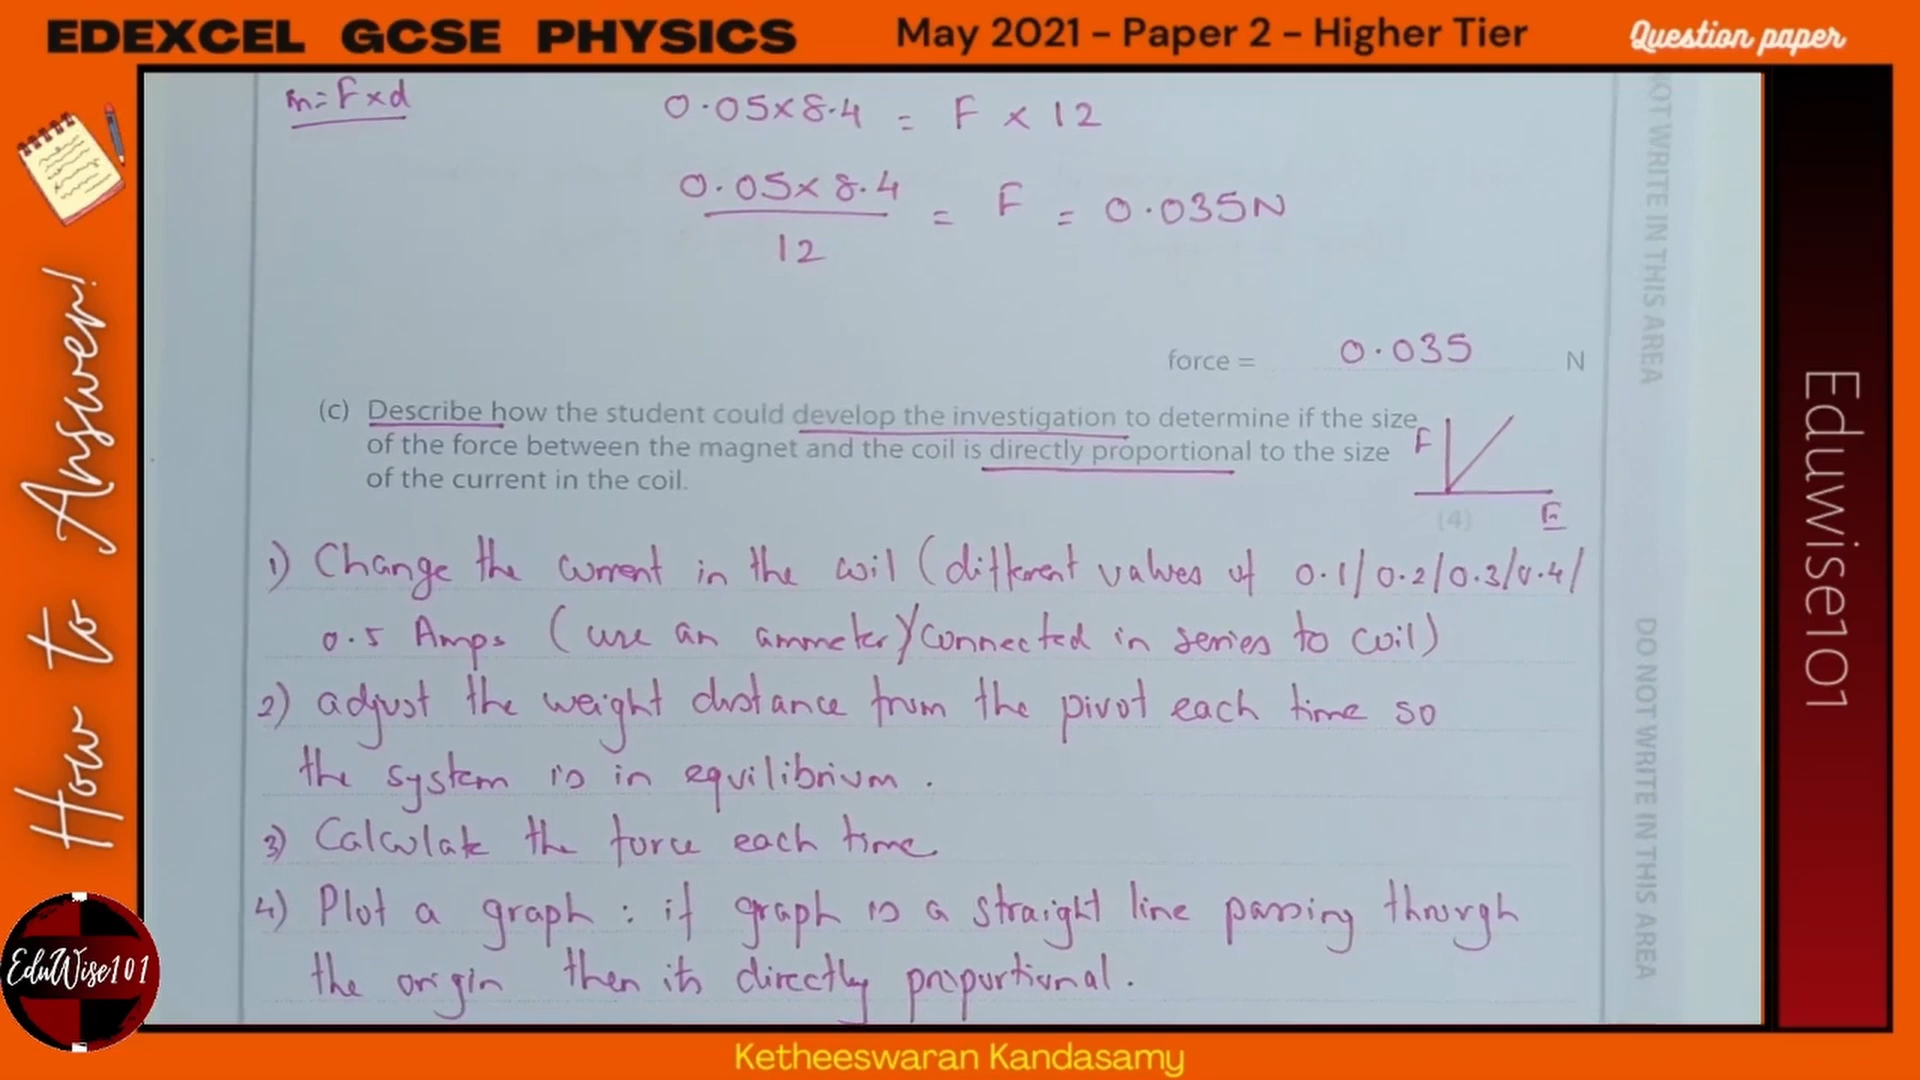 EDEXCEL GCSE PHYSICS May 2021 - Paper 2 - Higher Tier Question paper
How to Answer!
m = F × d
0.05 × 8.4 = F × 12
0.05 × 8.4
12
= F = 0.035N
force = 0.035 N
(c) Describe how the student could develop the investigation to determine if the size
of the force between the magnet and the coil is directly proportional to the size
of the current in the coil.
F
(4)
1) Change the current in the coil (different values of 0.1/0.2/0.3/0.4/
0.5 Amps (use an ammeter)/connected in series to coil)
2) adjust the weight distance from the pivot each time so
the system is in equilibrium.
3) Calculate the force each time
4) Plot a graph : if graph is a straight line passing through
the origin then its directly proportional.
NOT WRITE IN THIS AREA
DO NOT WRITE IN THIS AREA
Eduwise101
EduWise101
Ketheeswaran Kandasamy